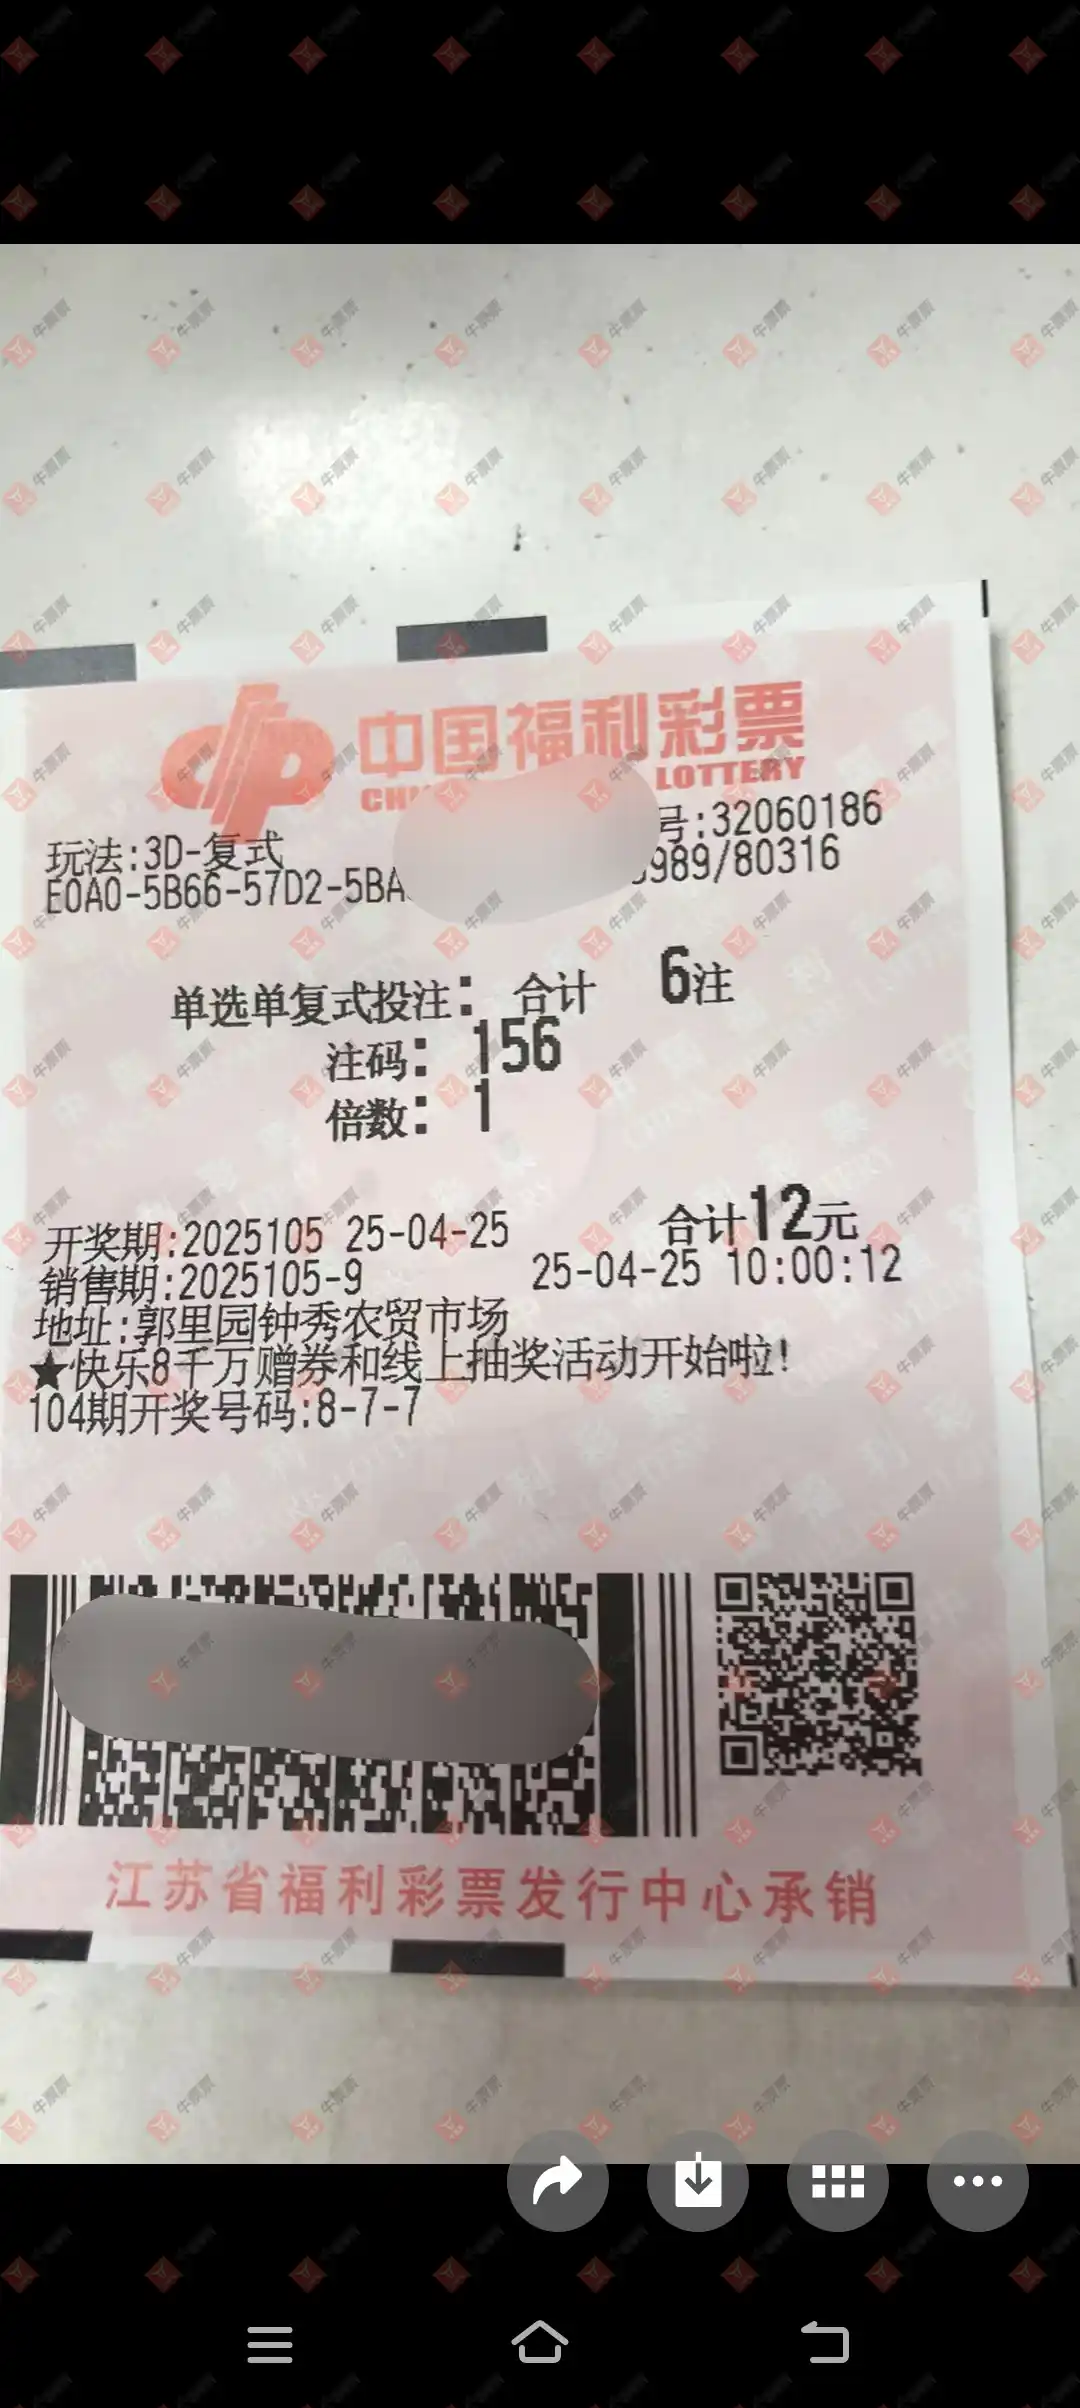 中国福利彩票
LOTTERY
号:32060186
玩法:3D-复式
989/80316
E0A0-5B66-57D2-5BA
单选单复式投注: 合计 6注
注码: 156
倍数: 1
合计12元
开奖期:2025105 25-04-25
销售期:2025105-9 25-04-25 10:00:12
地址:郭里园钟秀农贸市场
★快乐8千万赠券和线上抽奖活动开始啦!
104期开奖号码:8-7-7
江苏省福利彩票发行中心承销
牛票票